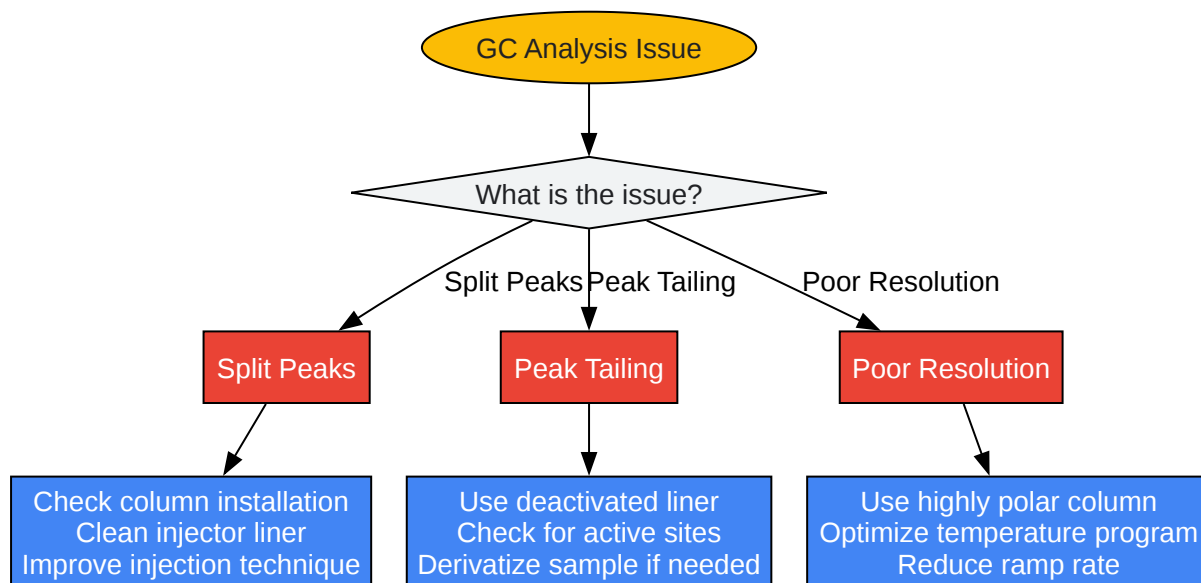 GC Analysis Issue
What is the issue?
Split Peaks
Peak Tailing
Poor Resolution
Split Peaks
Peak Tailing
Poor Resolution
Check column installation
Clean injector liner
Improve injection technique
Use deactivated liner
Check for active sites
Derivatize sample if needed
Use highly polar column
Optimize temperature program
Reduce ramp rate